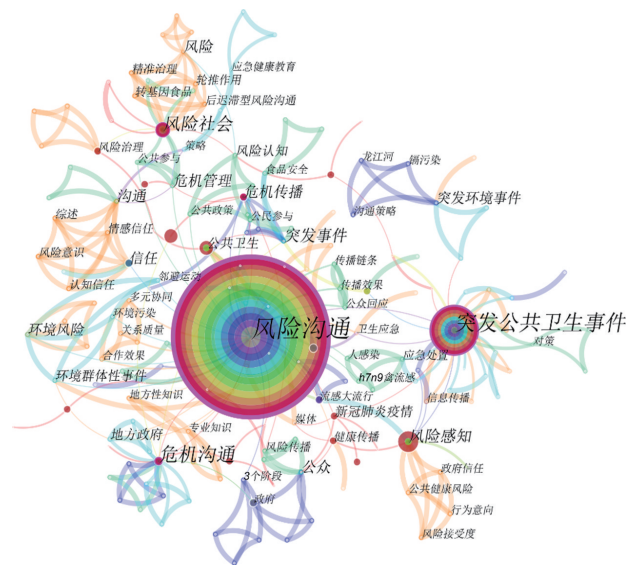 风险
精准治理
应急健康教育
轮推作用
转基因食品
后迟滞型风险沟通
风险社会
风险治理
策略
公共参与
风险认知
食品安全
龙江河
镉污染
危机管理
沟通
危机传播
突发环境事件
公共政策
公民参与
沟通策略
综述
情感信任
公共卫生
突发事件
风险意识
信任
传播链条
认知信任
邻避运动
传播效果
多元协同
公众回应
环境污染
环境风险
关系质量
风险沟通
卫生应急
突发公共卫生事件
对策
合作效果
人感染
应急处置
环境群体性事件
h7n9禽流感
地方性知识
流感大流行
信息传播
新冠肺炎疫情
媒体
专业知识
地方政府
健康传播
风险感知
风险传播
危机沟通
公众
3个阶段
政府信任
政府
公共健康风险
行为意向
风险接受度